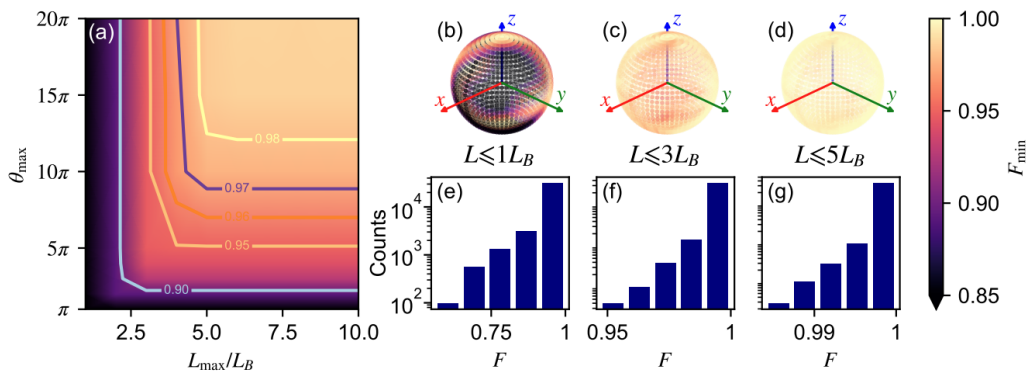 (a)
20π
15π
10π
5π
π
θmax
2.5
5.0
7.5
10.0
Lmax/LB
0.98
0.97
0.95
0.90
(b)
z
x
y
L⩽1LB
(c)
z
x
y
L⩽3LB
(d)
z
x
y
L⩽5LB
(e)
Counts
10⁴
10³
10²
0.75
1
F
(f)
0.95
1
F
(g)
0.99
1
F
1.00
0.95
0.90
0.85
Fmin